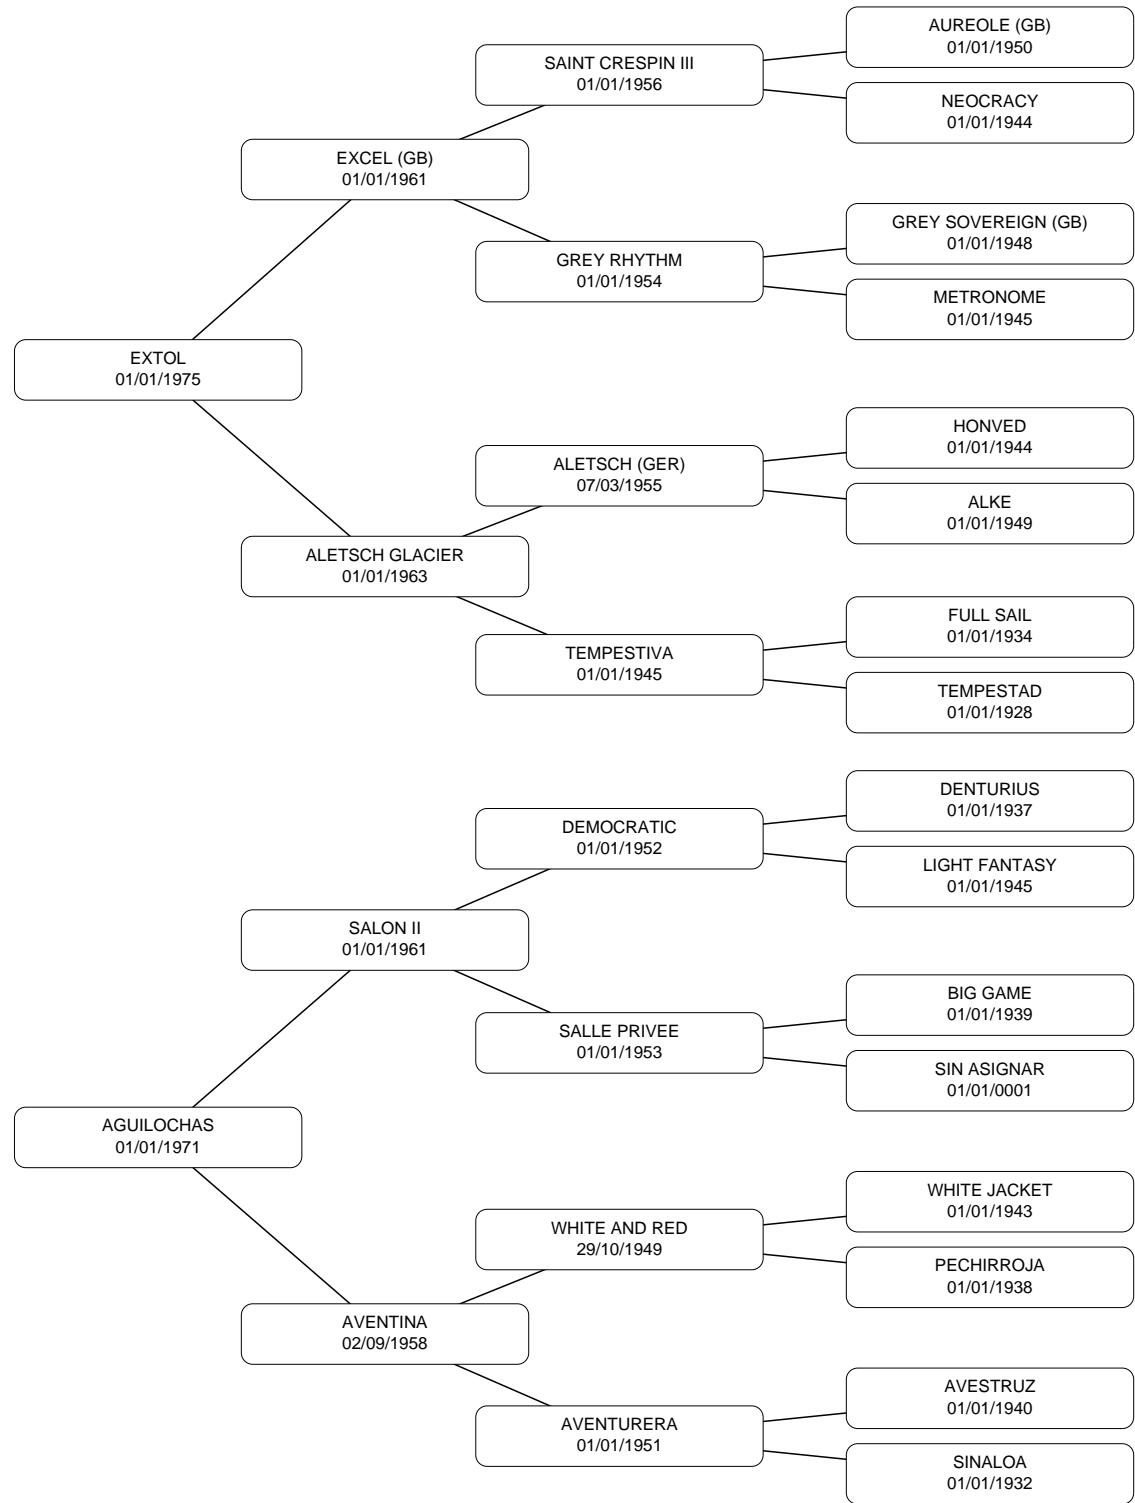 AUREOLE (GB)
01/01/1950
SAINT CRESPIN III
01/01/1956
NEOCRACY
01/01/1944
EXCEL (GB)
01/01/1961
GREY SOVEREIGN (GB)
01/01/1948
GREY RHYTHM
01/01/1954
METRONOME
01/01/1945
EXTOL
01/01/1975
HONVED
01/01/1944
ALETSCH (GER)
07/03/1955
ALKE
01/01/1949
ALETSCH GLACIER
01/01/1963
FULL SAIL
01/01/1934
TEMPESTIVA
01/01/1945
TEMPESTAD
01/01/1928
DENTURIUS
01/01/1937
DEMOCRATIC
01/01/1952
LIGHT FANTASY
01/01/1945
SALON II
01/01/1961
BIG GAME
01/01/1939
SALLE PRIVEE
01/01/1953
SIN ASIGNAR
01/01/0001
AGUILOCHAS
01/01/1971
WHITE JACKET
01/01/1943
WHITE AND RED
29/10/1949
PECHIRROJA
01/01/1938
AVENTINA
02/09/1958
AVESTRUZ
01/01/1940
AVENTURERA
01/01/1951
SINALOA
01/01/1932